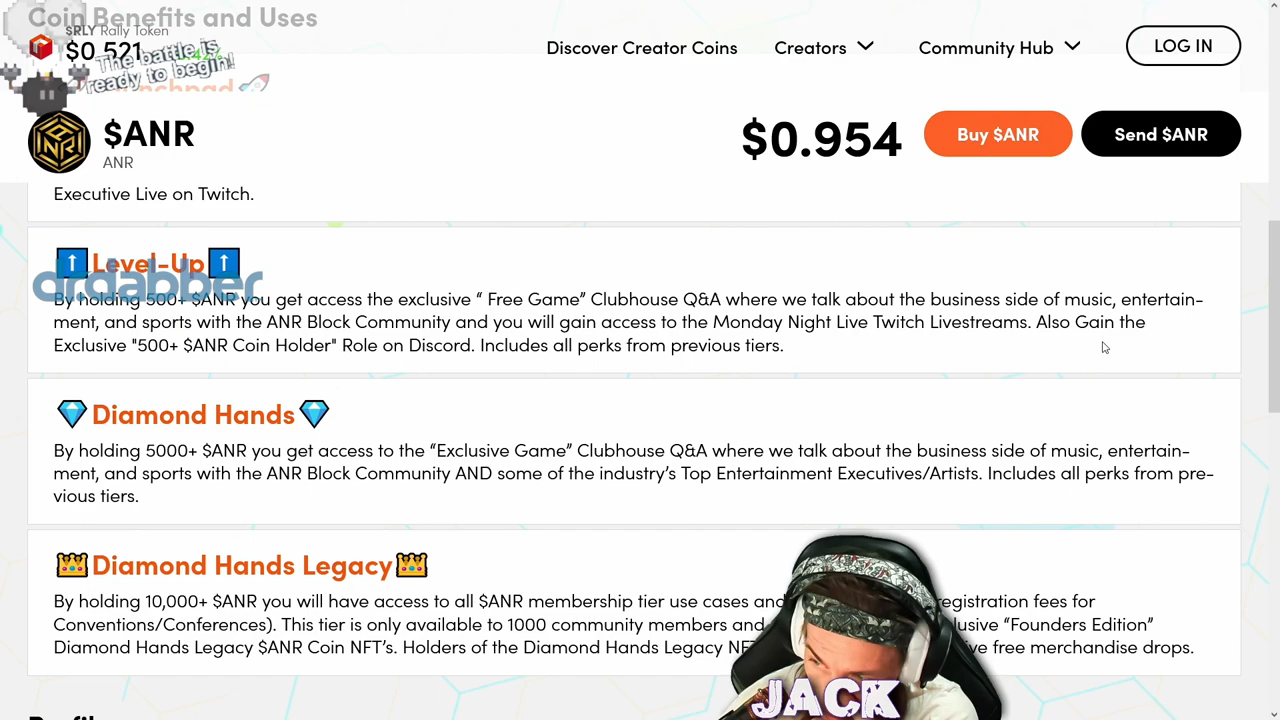 Coin Benefits and Uses
$RLY Rally Token
$0.521
The battle is
ready to begin!
Discover Creator Coins
Creators
Community Hub
LOG IN
ANR
$ANR
ANR
$0.954
Buy $ANR
Send $ANR
Executive Live on Twitch.
Level-Up
drdabber
By holding 500+ $ANR you get access the exclusive “ Free Game” Clubhouse Q&A where we talk about the business side of music, entertain-
ment, and sports with the ANR Block Community and you will gain access to the Monday Night Live Twitch Livestreams. Also Gain the
Exclusive "500+ $ANR Coin Holder" Role on Discord. Includes all perks from previous tiers.
Diamond Hands
By holding 5000+ $ANR you get access to the “Exclusive Game” Clubhouse Q&A where we talk about the business side of music, entertain-
ment, and sports with the ANR Block Community AND some of the industry’s Top Entertainment Executives/Artists. Includes all perks from pre-
vious tiers.
Diamond Hands Legacy
By holding 10,000+ $ANR you will have access to all $ANR membership tier use cases and registration fees for
Conventions/Conferences). This tier is only available to 1000 community members and “Founders Edition”
Diamond Hands Legacy $ANR Coin NFT’s. Holders of the Diamond Hands Legacy free merchandise drops.
JACK